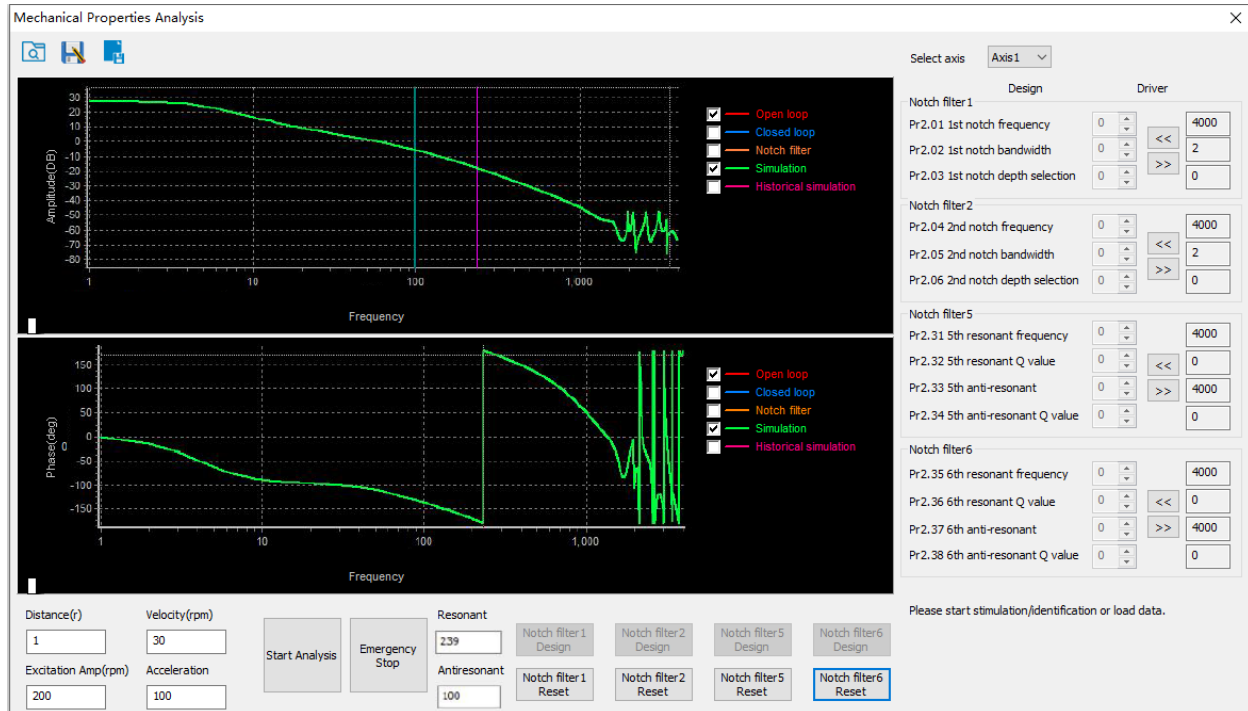 Mechanical Properties Analysis
Select axis Axis1
Design Driver
30
20
10
0
-10
-20
-30
-40
-50
-60
-70
-80
Amplitude(DB)
1 10 100 1,000
Frequency
Open loop
Closed loop
Notch filter
Simulation
Historical simulation
150
100
50
0
-50
-100
-150
Phase(deg)
1 10 100 1,000
Frequency
Open loop
Closed loop
Notch filter
Simulation
Historical simulation
Notch filter1
Pr2.01 1st notch frequency 0 4000
<<
Pr2.02 1st notch bandwidth 0 2
>>
Pr2.03 1st notch depth selection 0 0
Notch filter2
Pr2.04 2nd notch frequency 0 4000
<<
Pr2.05 2nd notch bandwidth 0 2
>>
Pr2.06 2nd notch depth selection 0 0
Notch filter5
Pr2.31 5th resonant frequency 0 4000
Pr2.32 5th resonant Q value 0 << 0
Pr2.33 5th anti-resonant 0 >> 4000
Pr2.34 5th anti-resonant Q value 0 0
Notch filter6
Pr2.35 6th resonant frequency 0 4000
Pr2.36 6th resonant Q value 0 << 0
Pr2.37 6th anti-resonant 0 >> 4000
Pr2.38 6th anti-resonant Q value 0 0
Please start stimulation/identification or load data.
Distance(r) Velocity(rpm)
1 30
Excitation Amp(rpm) Acceleration
200 100
Start Analysis
Emergency
Stop
Resonant
239
Antiresonant
100
Notch filter1
Design
Notch filter2
Design
Notch filter5
Design
Notch filter6
Design
Notch filter1
Reset
Notch filter2
Reset
Notch filter5
Reset
Notch filter6
Reset